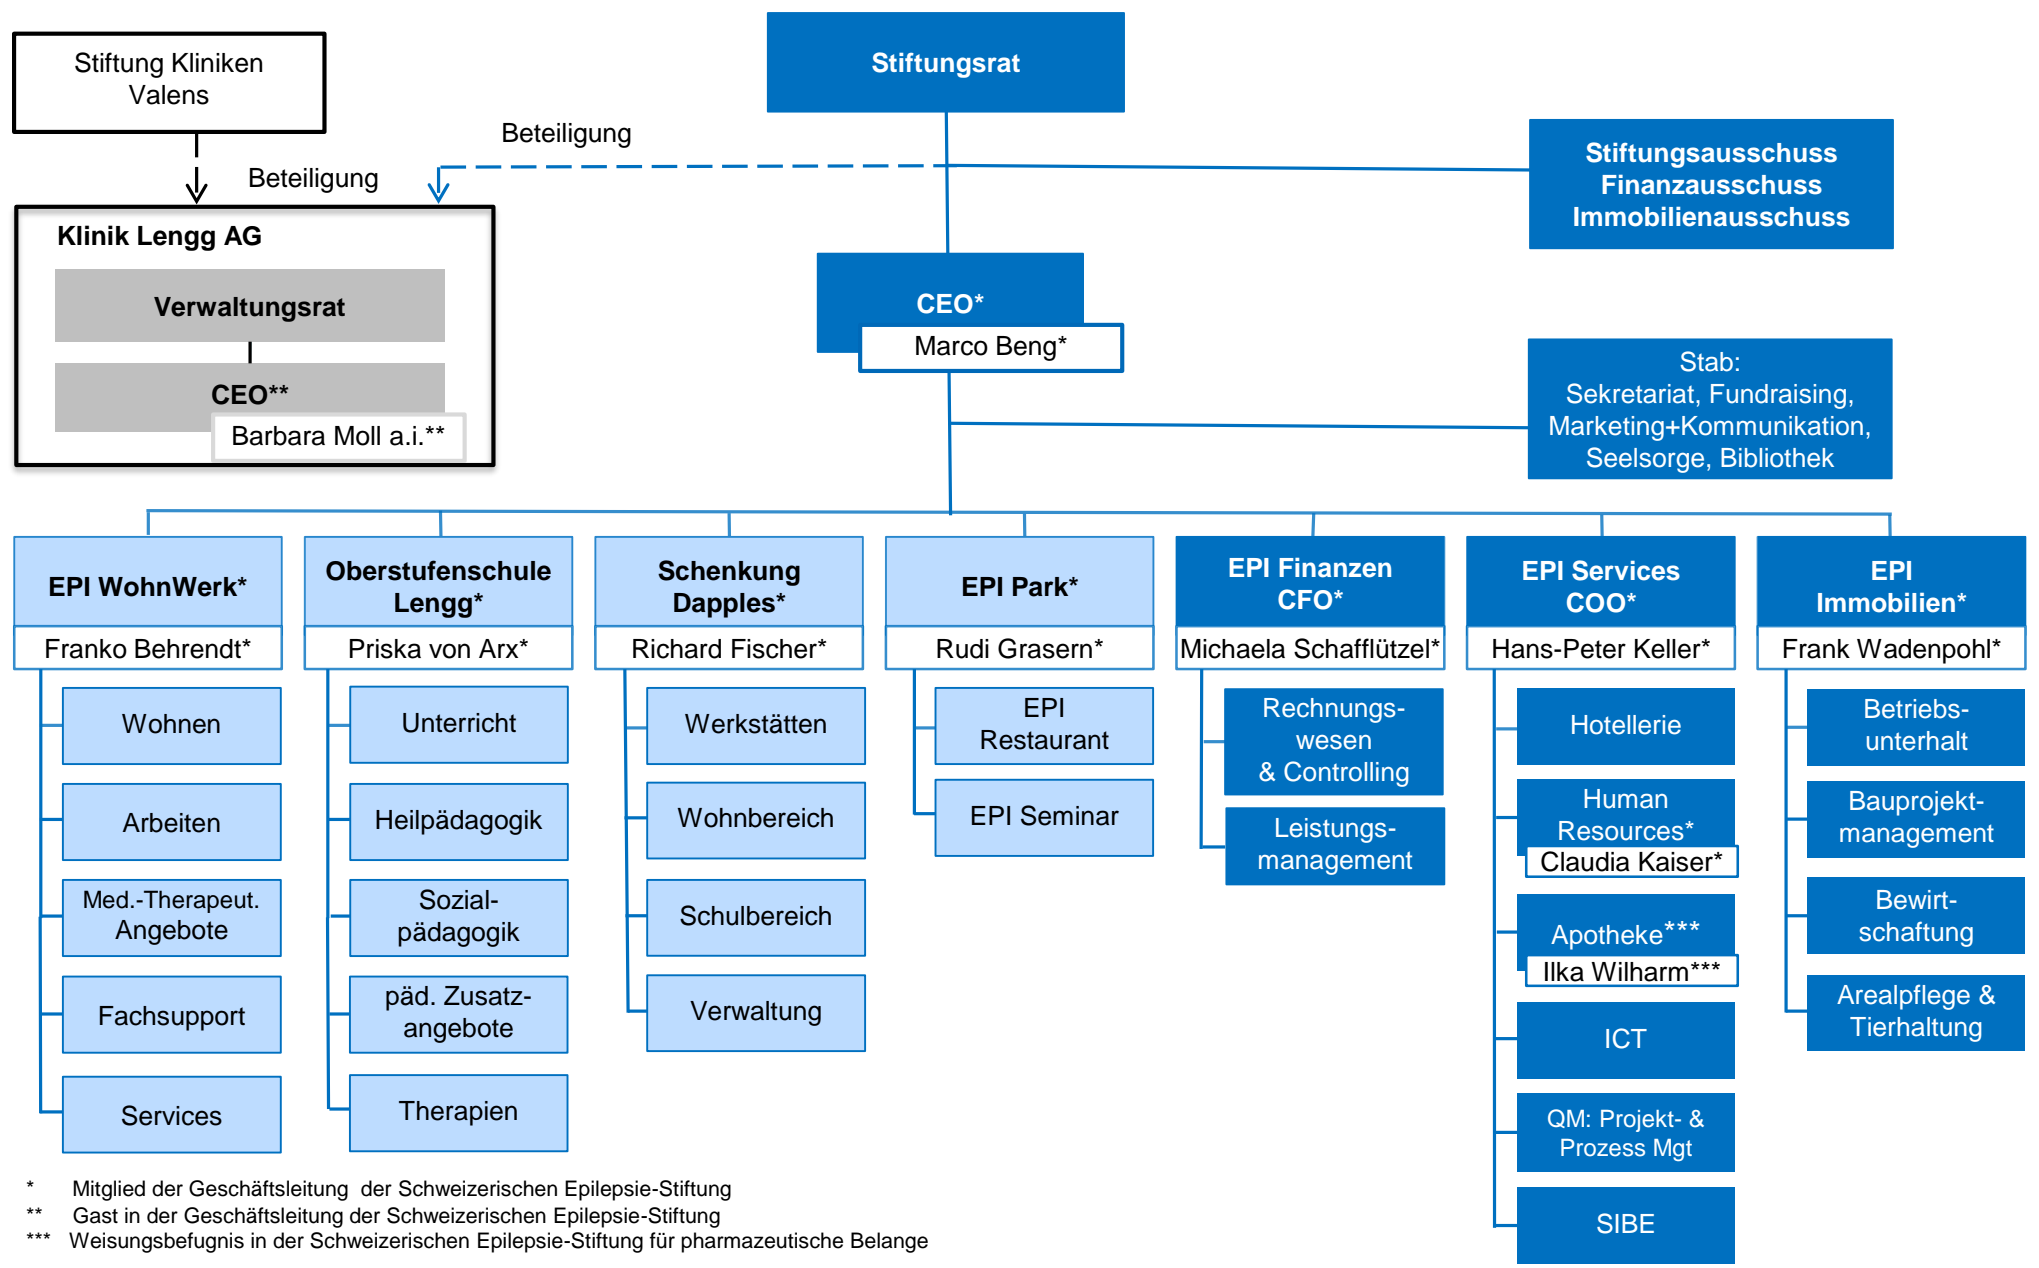 Stiftung Kliniken
Valens
Stiftungsrat
Beteiligung
Beteiligung
Stiftungsausschuss
Finanzausschuss
Immobilienausschuss
Klinik Lengg AG
Verwaltungsrat
CEO**
Barbara Moll a.i.**
CEO*
Marco Beng*
Stab:
Sekretariat, Fundraising,
Marketing+Kommunikation,
Seelsorge, Bibliothek
EPI WohnWerk*
Franko Behrendt*
Wohnen
Arbeiten
Med.-Therapeut.
Angebote
Fachsupport
Services
Oberstufenschule
Lengg*
Priska von Arx*
Unterricht
Heilpädagogik
Sozial-
pädagogik
päd. Zusatz-
angebote
Therapien
Schenkung
Dapples*
Richard Fischer*
Werkstätten
Wohnbereich
Schulbereich
Verwaltung
EPI Park*
Rudi Grasern*
EPI
Restaurant
EPI Seminar
EPI Finanzen
CFO*
Michaela Schafflützel*
Rechnungs-
wesen
& Controlling
Leistungs-
management
EPI Services
COO*
Hans-Peter Keller*
Hotellerie
Human
Resources*
Claudia Kaiser*
Apotheke***
Ilka Wilharm***
ICT
QM: Projekt- &
Prozess Mgt
SIBE
EPI
Immobilien*
Frank Wadenpohl*
Betriebs-
unterhalt
Bauprojekt-
management
Bewirt-
schaftung
Arealpflege &
Tierhaltung
* Mitglied der Geschäftsleitung der Schweizerischen Epilepsie-Stiftung
** Gast in der Geschäftsleitung der Schweizerischen Epilepsie-Stiftung
*** Weisungsbefugnis in der Schweizerischen Epilepsie-Stiftung für pharmazeutische Belange